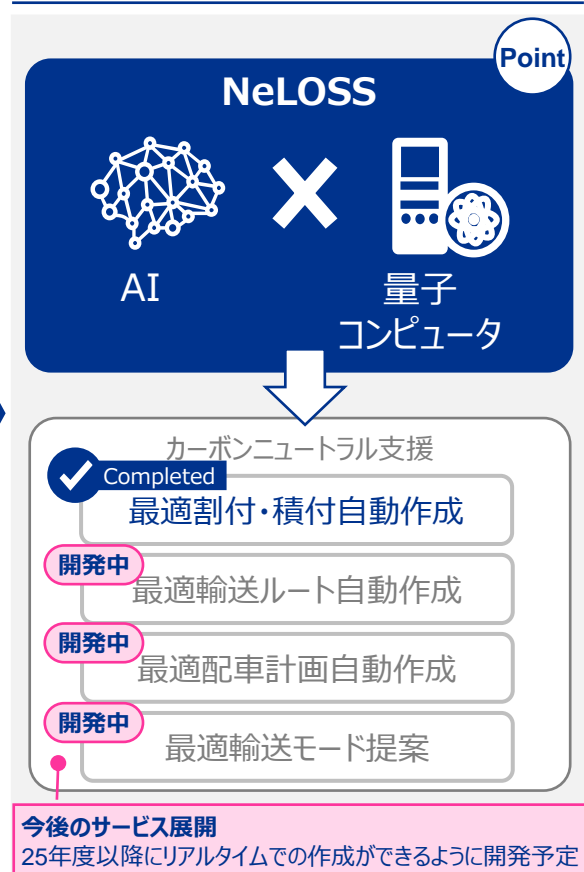 Point
NeLOSS
AI
量子
コンピュータ
カーボンニュートラル支援
Completed
最適割付・積付自動作成
開発中
最適輸送ルート自動作成
開発中
最適配車計画自動作成
開発中
最適輸送モード提案
今後のサービス展開
25年度以降にリアルタイムでの作成ができるように開発予定